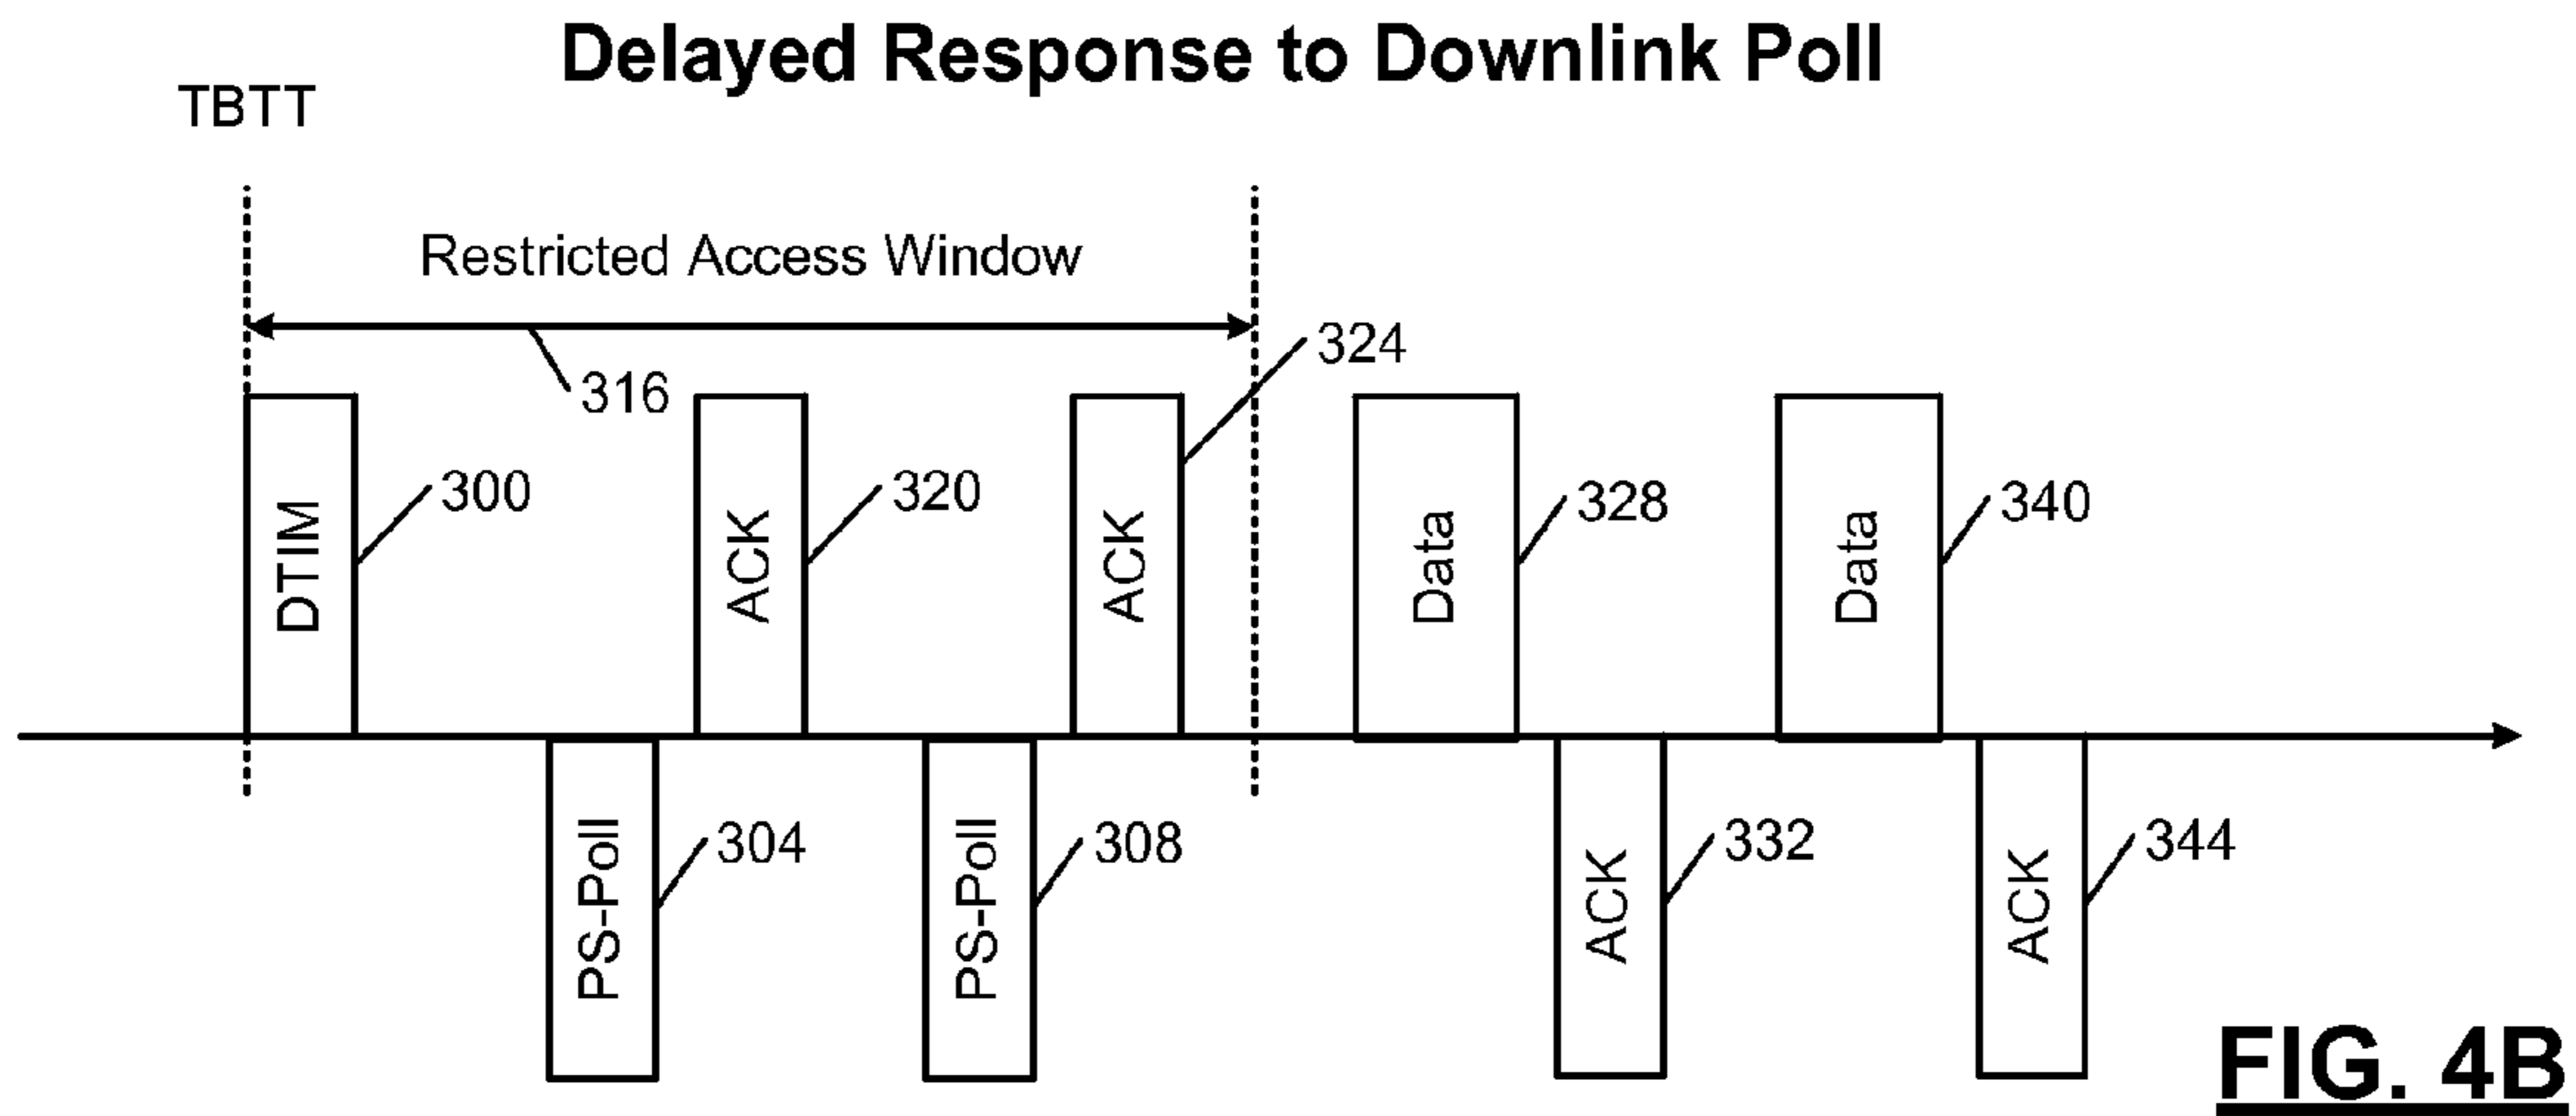 Delayed Response to Downlink Poll
TBTT
Restricted Access Window
316
324
DTIM
300
ACK
320
ACK
Data
328
Data
340
PS-Poll
304
PS-Poll
308
ACK
332
ACK
344
FIG. 4B